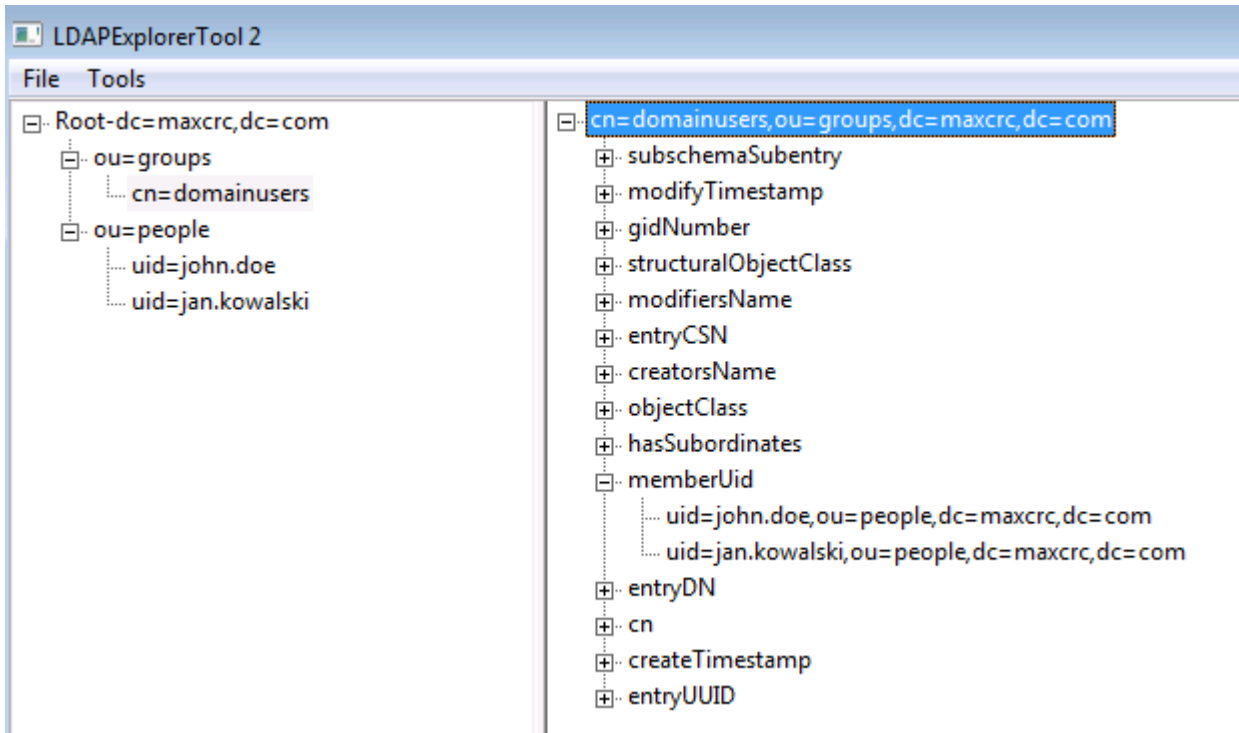 LDAPExplorerTool 2
File Tools
Root-dc=maxcrc,dc=com
ou=groups
cn=domainusers
ou=people
uid=john.doe
uid=jan.kowalski
cn=domainusers,ou=groups,dc=maxcrc,dc=com
subschemaSubentry
modifyTimestamp
gidNumber
structuralObjectClass
modifiersName
entryCSN
creatorsName
objectClass
hasSubordinates
memberUid
uid=john.doe,ou=people,dc=maxcrc,dc=com
uid=jan.kowalski,ou=people,dc=maxcrc,dc=com
entryDN
cn
createTimestamp
entryUUID